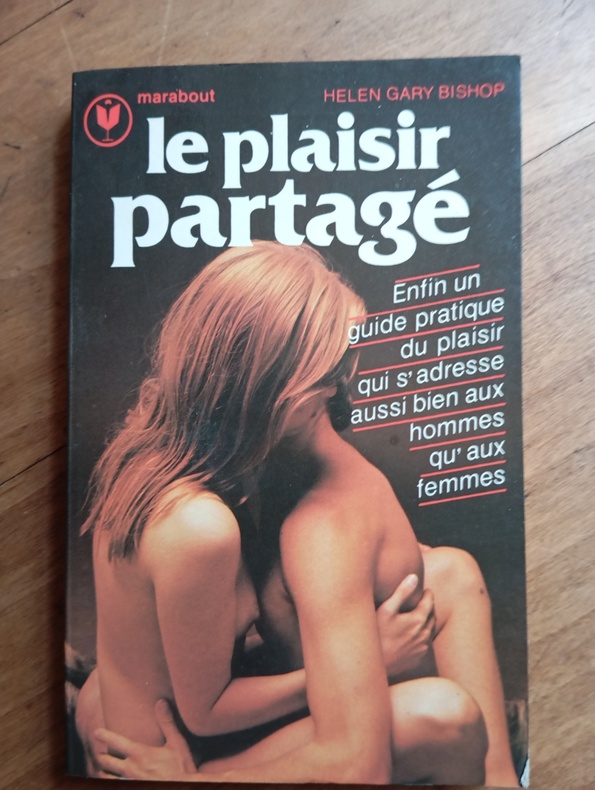 marabout
HELEN GARY BISHOP
le plaisir
partagé
Enfin un
guide pratique
du plaisir
qui s'adresse
aussi bien aux
hommes
qu'aux
femmes